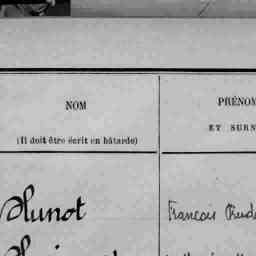 NOM
PRÉNOM
ET SURN
(Il doit être écrit en bâtarde)
Hunot
François